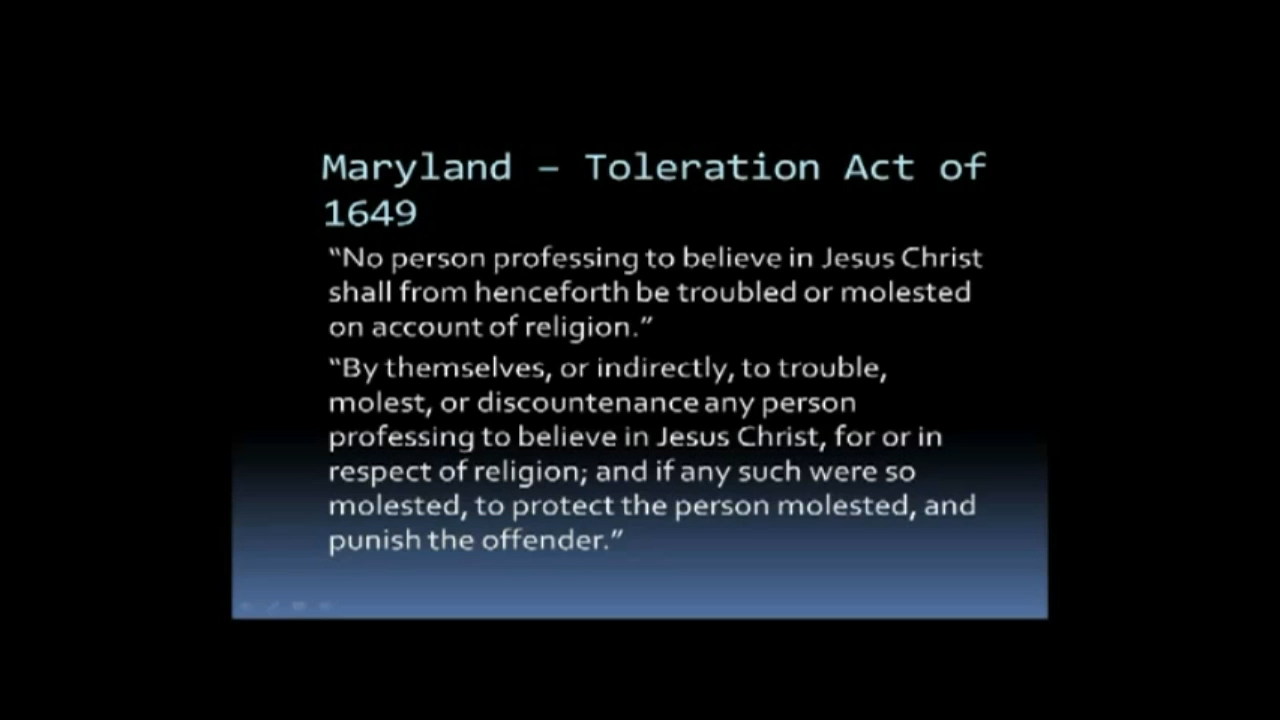 Maryland – Toleration Act of
1649
“No person professing to believe in Jesus Christ
shall from henceforth be troubled or molested
on account of religion.”
“By themselves, or indirectly, to trouble,
molest, or discountenance any person
professing to believe in Jesus Christ, for or in
respect of religion; and if any such were so
molested, to protect the person molested, and
punish the offender.”